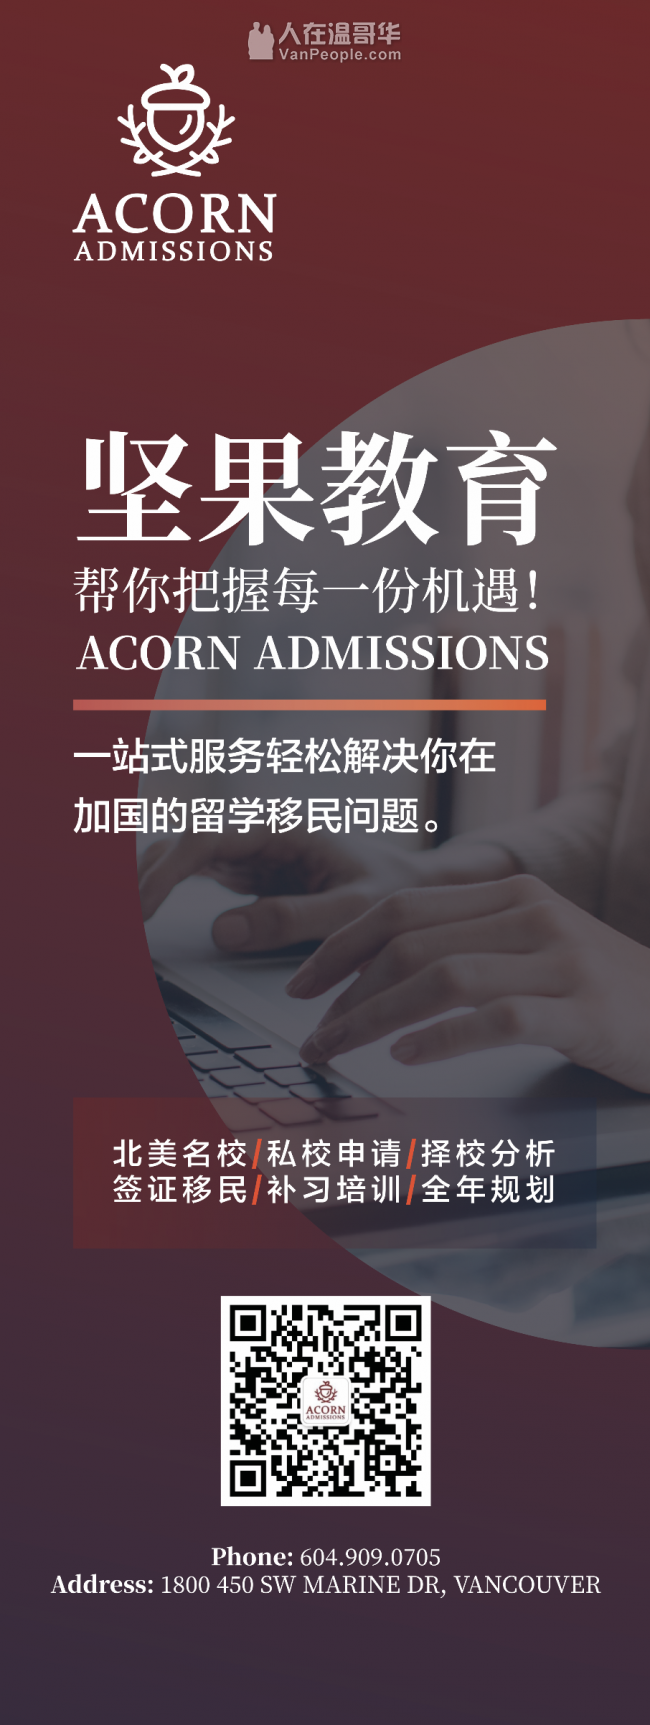 人在温哥华
VanPeople.com
ACORN
ADMISSIONS
坚果教育
帮你把握每一份机遇！
ACORN ADMISSIONS
一站式服务轻松解决你在
加国的留学移民问题。
北美名校/私校申请/择校分析
签证移民/补习培训/全年规划
ACORN
ADMISSIONS
Phone: 604.909.0705
Address: 1800 450 SW MARINE DR, VANCOUVER